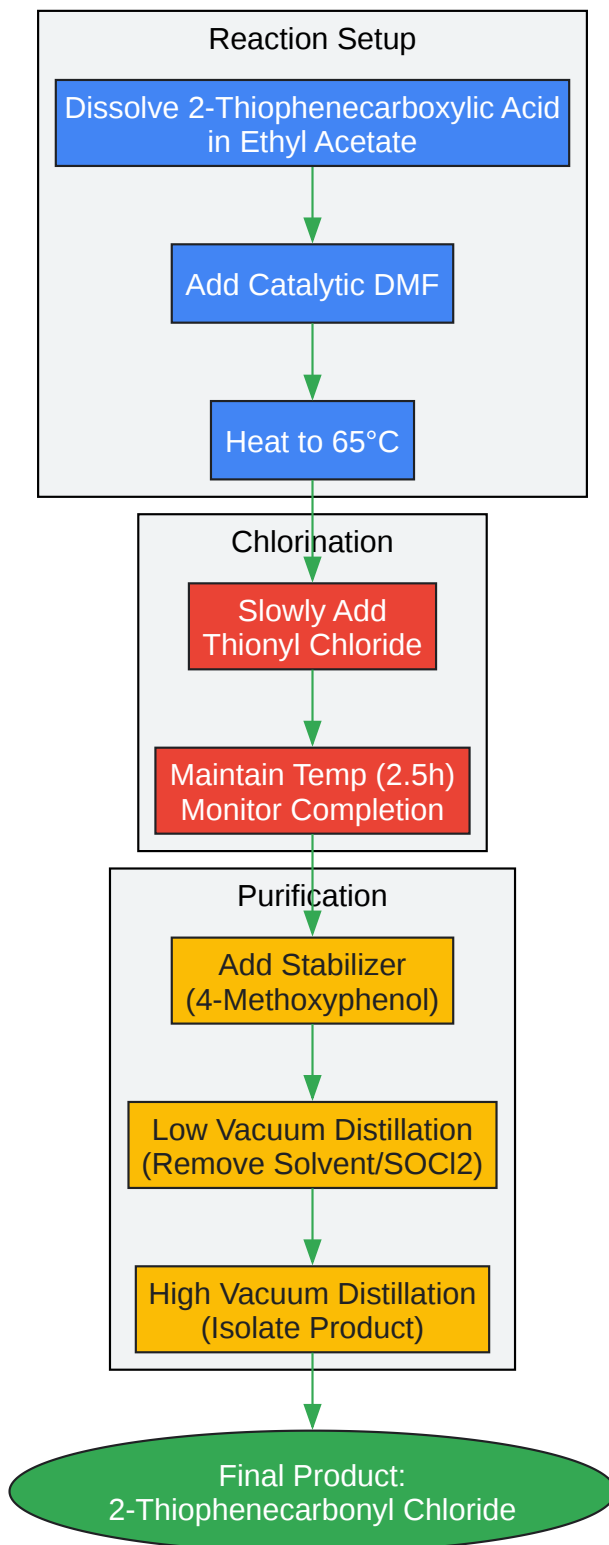 Reaction Setup
Dissolve 2-Thiophenecarboxylic Acid
in Ethyl Acetate
Add Catalytic DMF
Heat to 65°C
Chlorination
Slowly Add
Thionyl Chloride
Maintain Temp (2.5h)
Monitor Completion
Purification
Add Stabilizer
(4-Methoxyphenol)
Low Vacuum Distillation
(Remove Solvent/SOCl2)
High Vacuum Distillation
(Isolate Product)
Final Product:
2-Thiophenecarbonyl Chloride